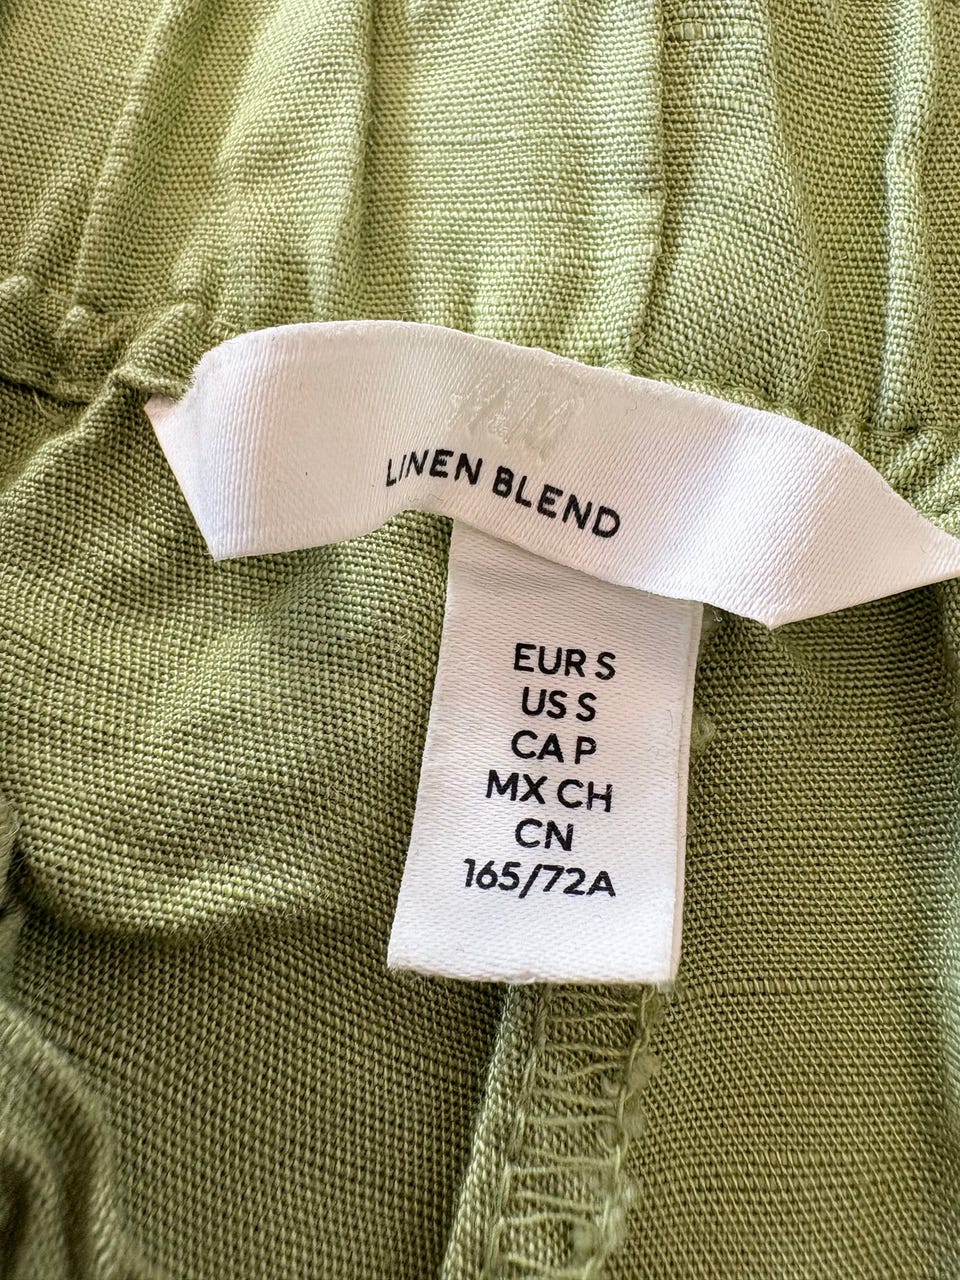 H&M
LINEN BLEND
EUR S
US S
CA P
MX CH
CN
165/72A